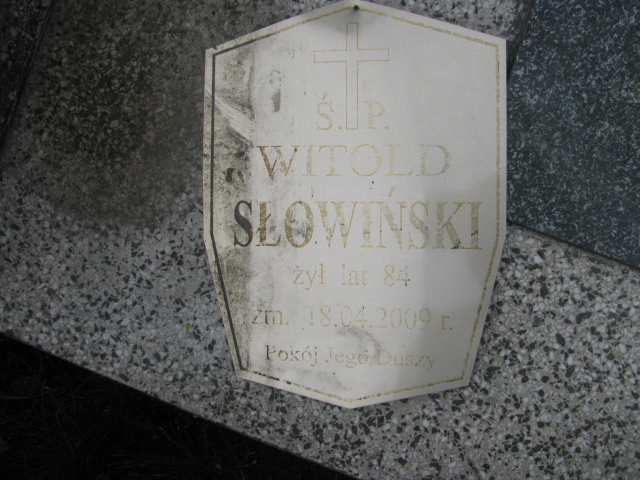 Ś. P.
WITOLD
SŁOWIŃSKI
żył lat 84
zm. 18.04.2009 r.
Pokój Jego Duszy